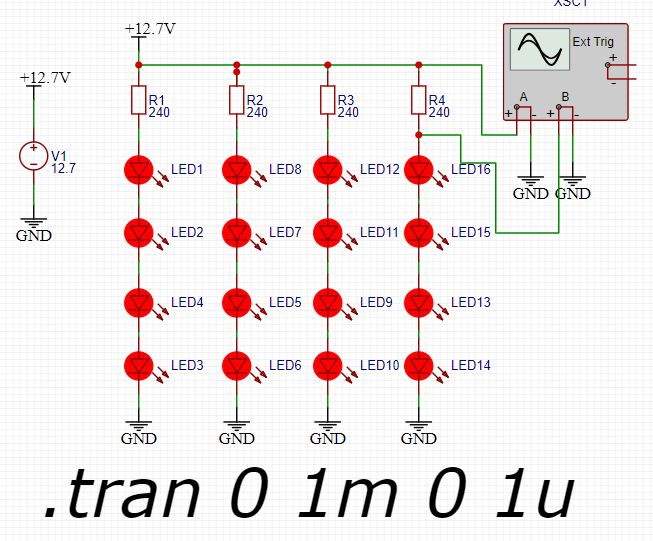 XSC1
+12.7V
Ext Trig
+
+12.7V
R1
240
R2
240
R3
240
R4
240
A
B
+
-
+
-
V1
12.7
LED1
LED8
LED12
LED16
GND
GND
GND
LED2
LED7
LED11
LED15
LED4
LED5
LED9
LED13
LED3
LED6
LED10
LED14
GND
GND
GND
GND
.tran 0 1m 0 1u